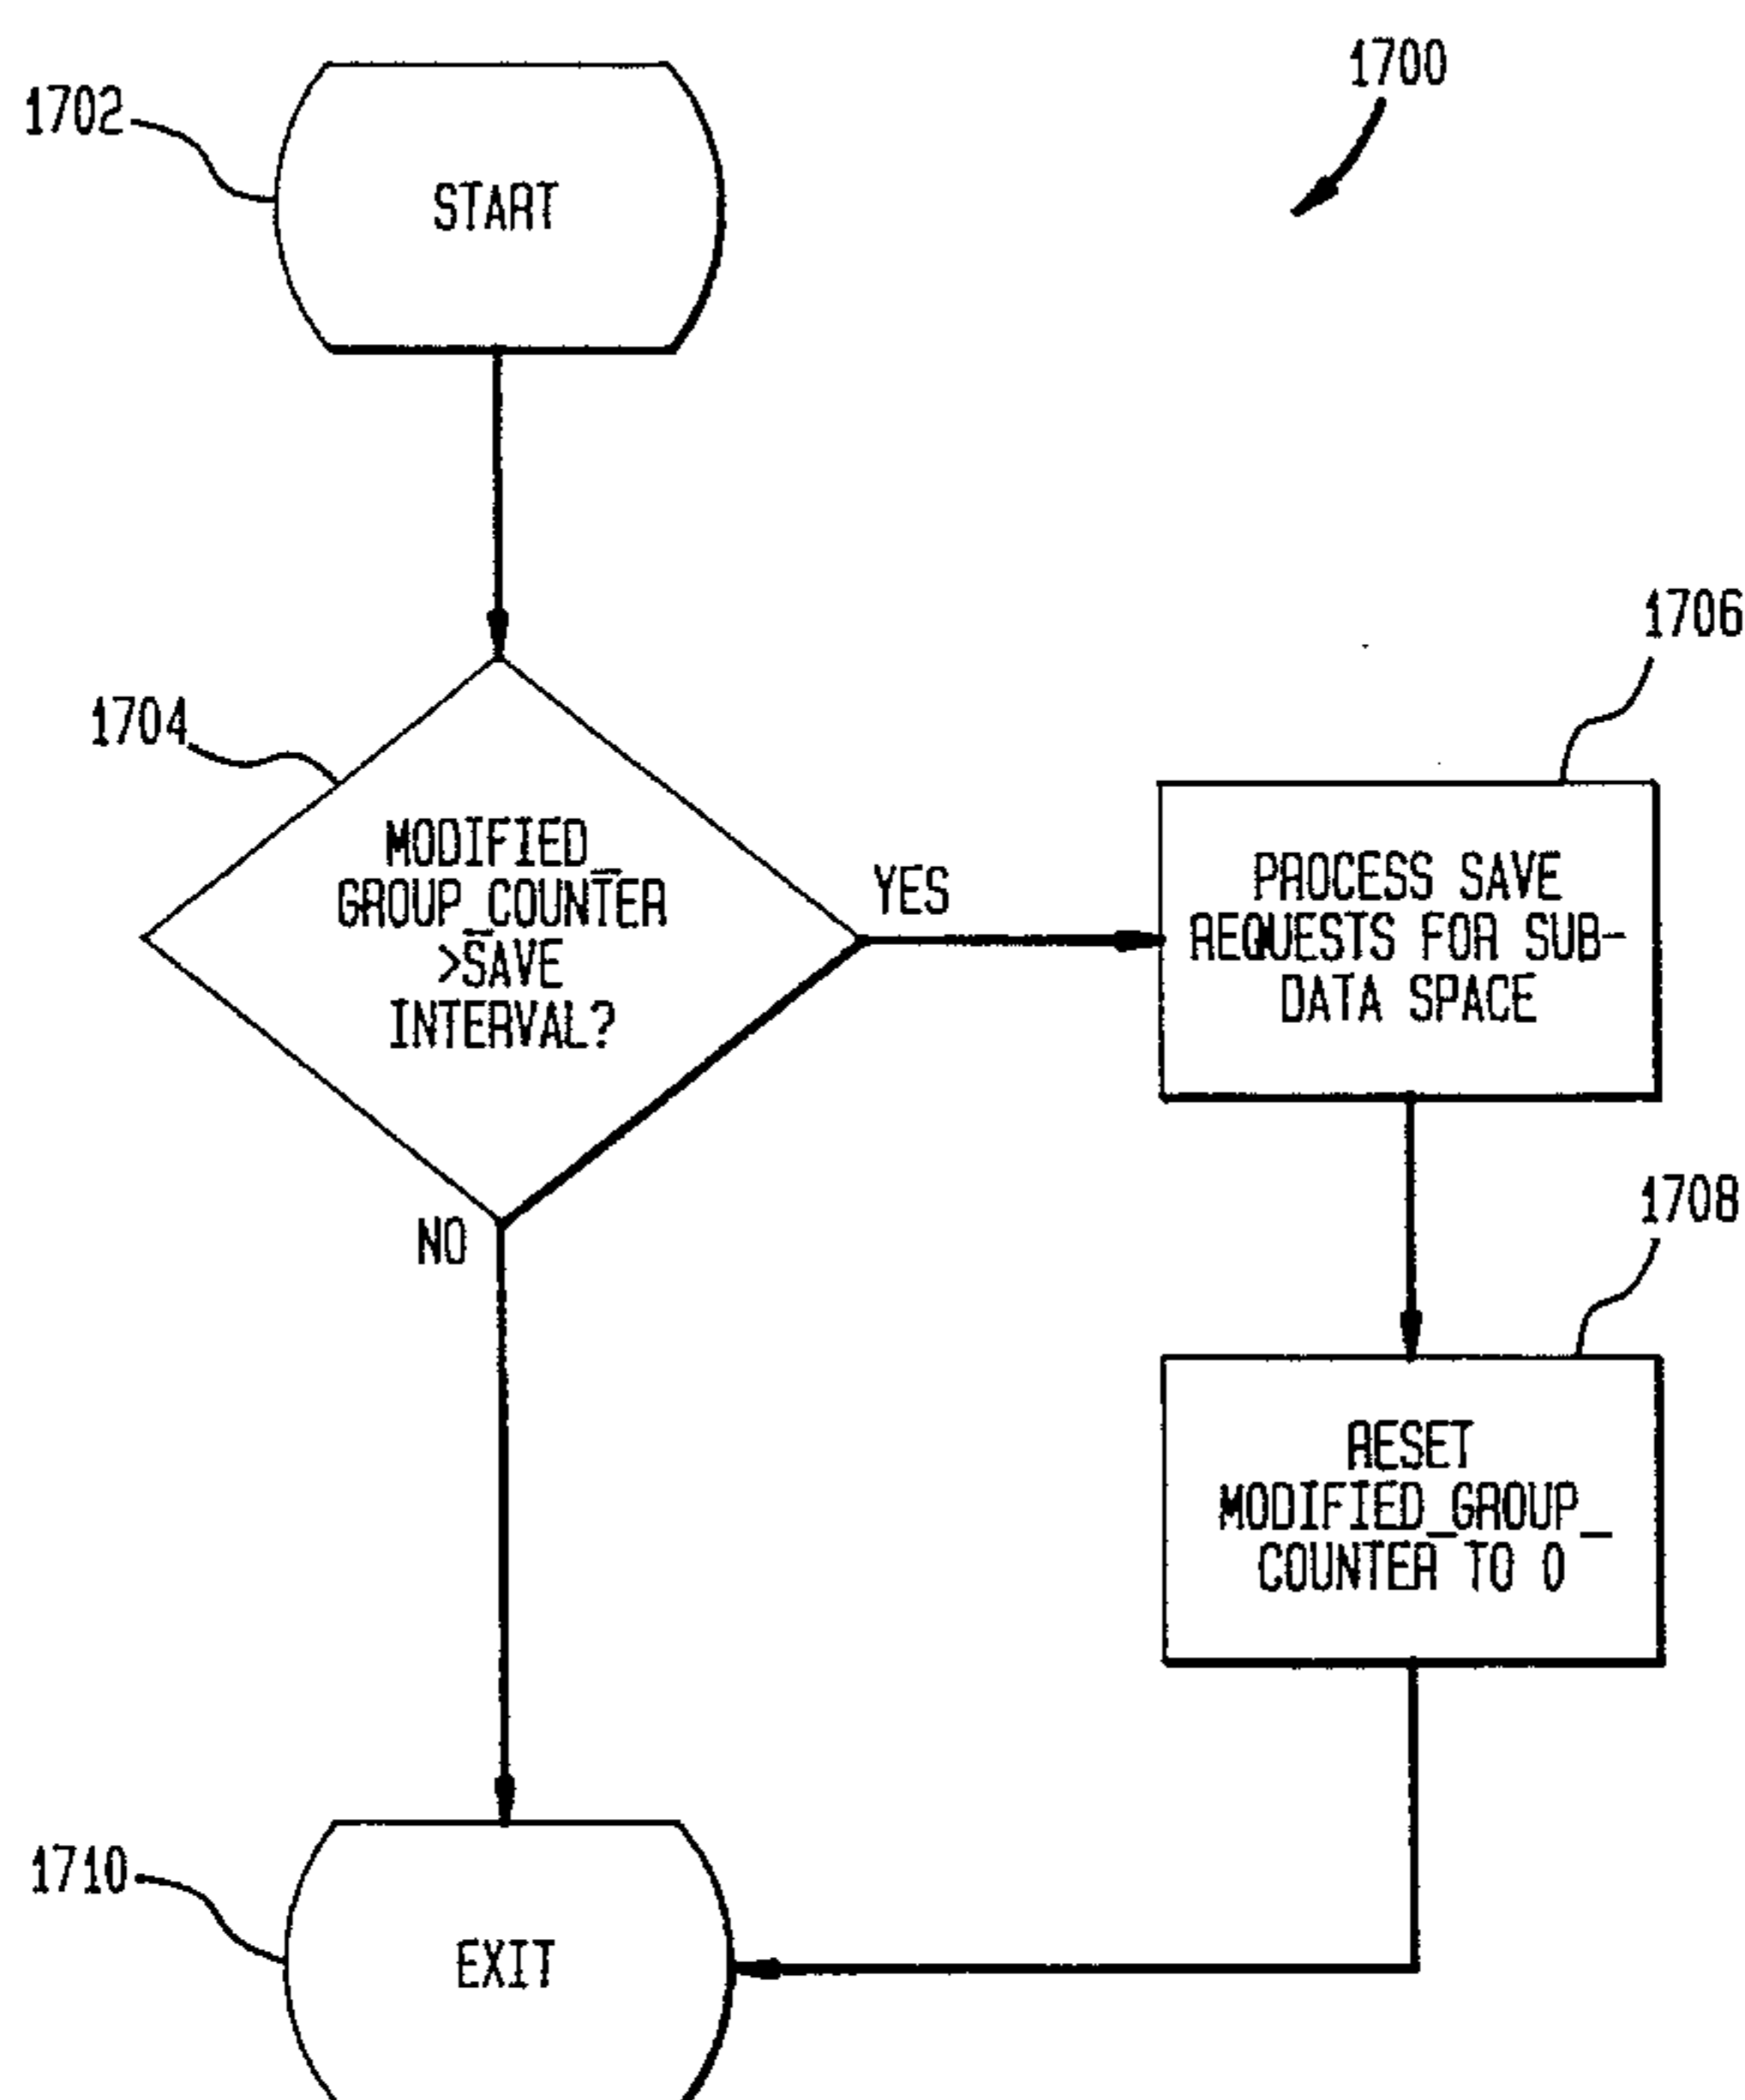 1700
1702
START
1704
MODIFIED_
GROUP_COUNTER
>SAVE
INTERVAL?
YES
NO
1706
PROCESS SAVE
REQUESTS FOR SUB-
DATA SPACE
1708
RESET
MODIFIED_GROUP_
COUNTER TO 0
1710
EXIT